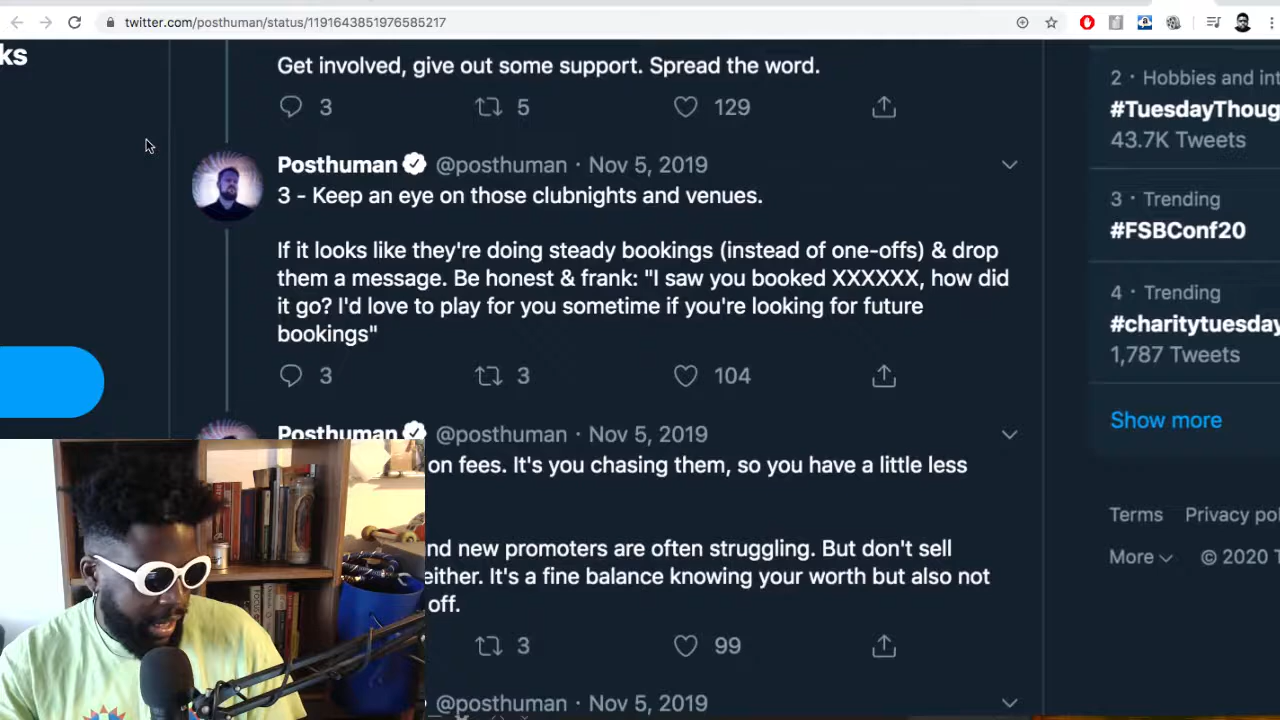 twitter.com/posthuman/status/1191643851976585217
ks
Get involved, give out some support. Spread the word.
3 5 129
Posthuman @posthuman · Nov 5, 2019
3 - Keep an eye on those clubnights and venues.
If it looks like they're doing steady bookings (instead of one-offs) & drop
them a message. Be honest & frank: "I saw you booked XXXXXX, how did
it go? I'd love to play for you sometime if you're looking for future
bookings"
3 3 104
Posthuman @posthuman · Nov 5, 2019
on fees. It's you chasing them, so you have a little less
nd new promoters are often struggling. But don't sell
either. It's a fine balance knowing your worth but also not
off.
3 99
@posthuman · Nov 5, 2019
2 · Hobbies and int
#TuesdayThoug
43.7K Tweets
3 · Trending
#FSBConf20
4 · Trending
#charitytuesday
1,787 Tweets
Show more
Terms Privacy pol
More © 2020 T